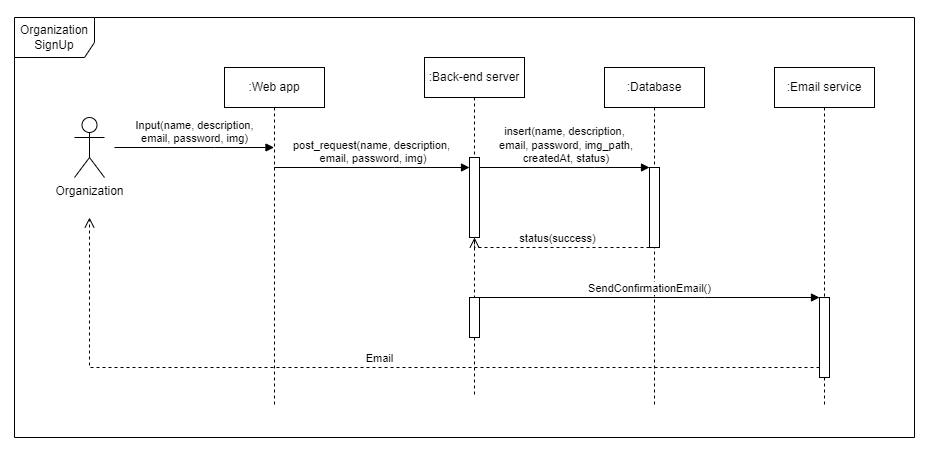 Organization
SignUp
:Web app
:Back-end server
:Database
:Email service
Input(name, description,
email, password, img)
post_request(name, description,
email, password, img)
insert(name, description,
email, password, img_path,
createdAt, status)
Organization
status(success)
SendConfirmationEmail()
Email